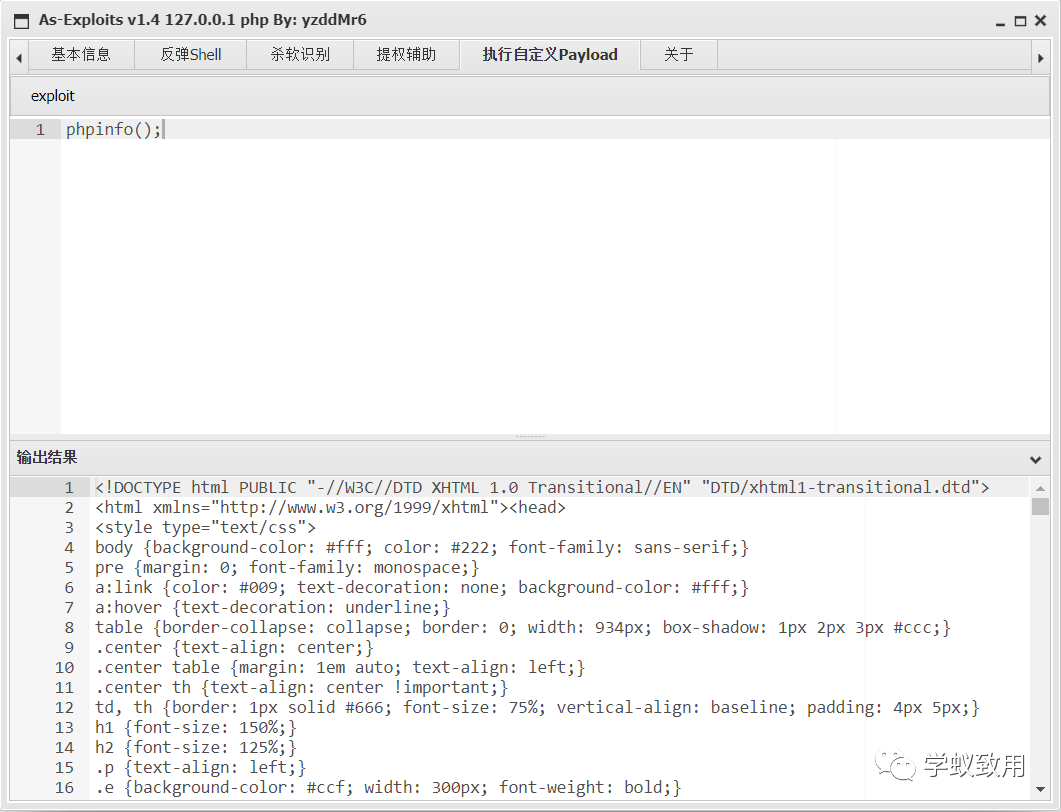 As-Exploits v1.4 127.0.0.1 php By: yzddMr6
基本信息 反弹Shell 杀软识别 提权辅助 执行自定义Payload 关于
exploit
1 phpinfo();
输出结果
1 <!DOCTYPE html PUBLIC "-//W3C//DTD XHTML 1.0 Transitional//EN" "DTD/xhtml1-transitional.dtd">
2 <html xmlns="http://www.w3.org/1999/xhtml"><head>
3 <style type="text/css">
4 body {background-color: #fff; color: #222; font-family: sans-serif;}
5 pre {margin: 0; font-family: monospace;}
6 a:link {color: #009; text-decoration: none; background-color: #fff;}
7 a:hover {text-decoration: underline;}
8 table {border-collapse: collapse; border: 0; width: 934px; box-shadow: 1px 2px 3px #ccc;}
9 .center {text-align: center;}
10 .center table {margin: 1em auto; text-align: left;}
11 .center th {text-align: center !important;}
12 td, th {border: 1px solid #666; font-size: 75%; vertical-align: baseline; padding: 4px 5px;}
13 h1 {font-size: 150%;}
14 h2 {font-size: 125%;}
15 .p {text-align: left;}
16 .e {background-color: #ccf; width: 300px; font-weight: bold;}
学蚁致用